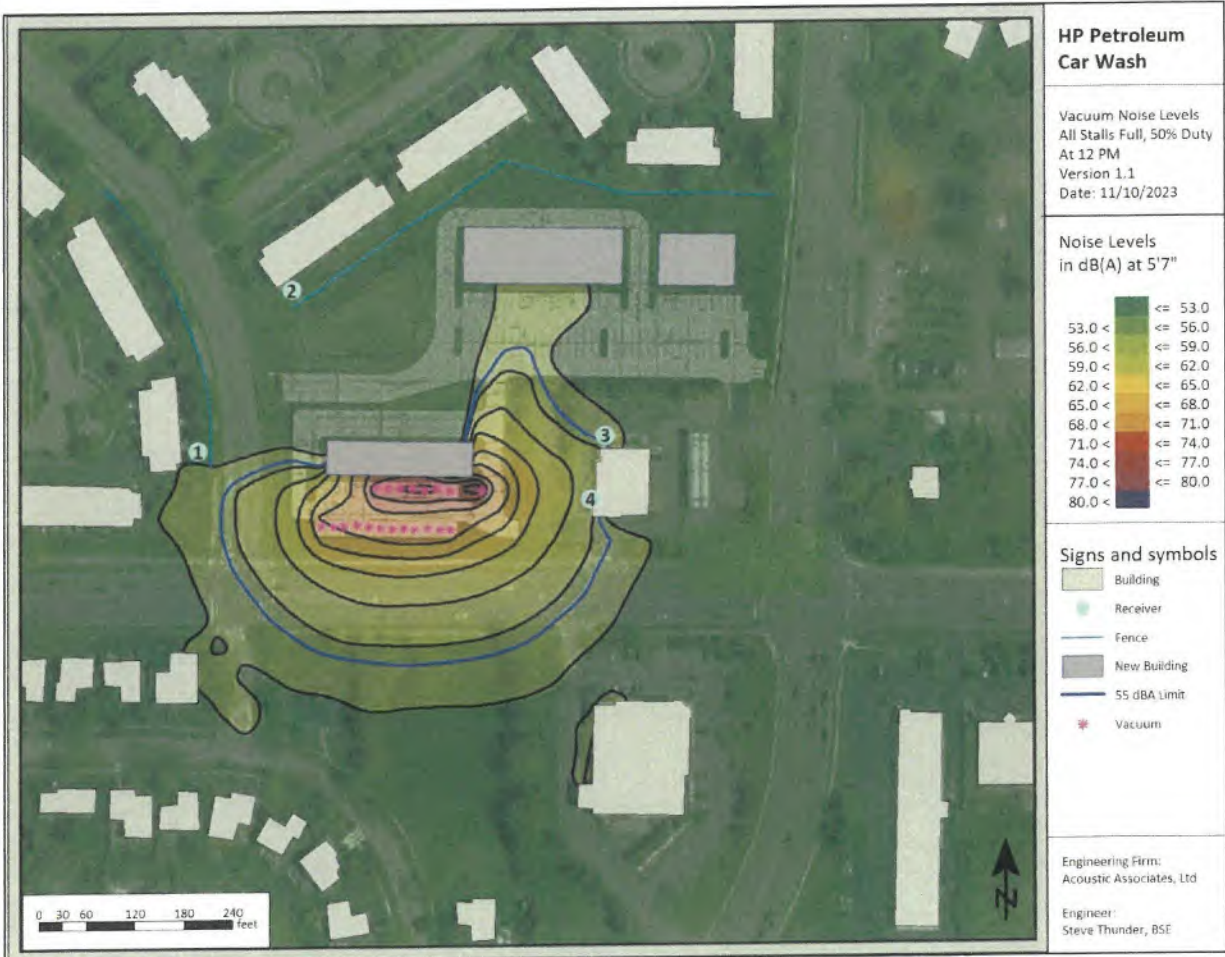 HP Petroleum
Car Wash
Vacuum Noise Levels
All Stalls Full, 50% Duty
At 12 PM
Version 1.1
Date: 11/10/2023
Noise Levels
in dB(A) at 5'7"
<= 53.0
53.0 < <= 56.0
56.0 < <= 59.0
59.0 < <= 62.0
62.0 < <= 65.0
65.0 < <= 68.0
68.0 < <= 71.0
71.0 < <= 74.0
74.0 < <= 77.0
77.0 < <= 80.0
80.0 <
Signs and symbols
Building
Receiver
Fence
New Building
55 dBA Limit
Vacuum
Engineering Firm:
Acoustic Associates, Ltd
Engineer:
Steve Thunder, BSE
2
1
3
4
0 30 60 120 180 240
feet
N